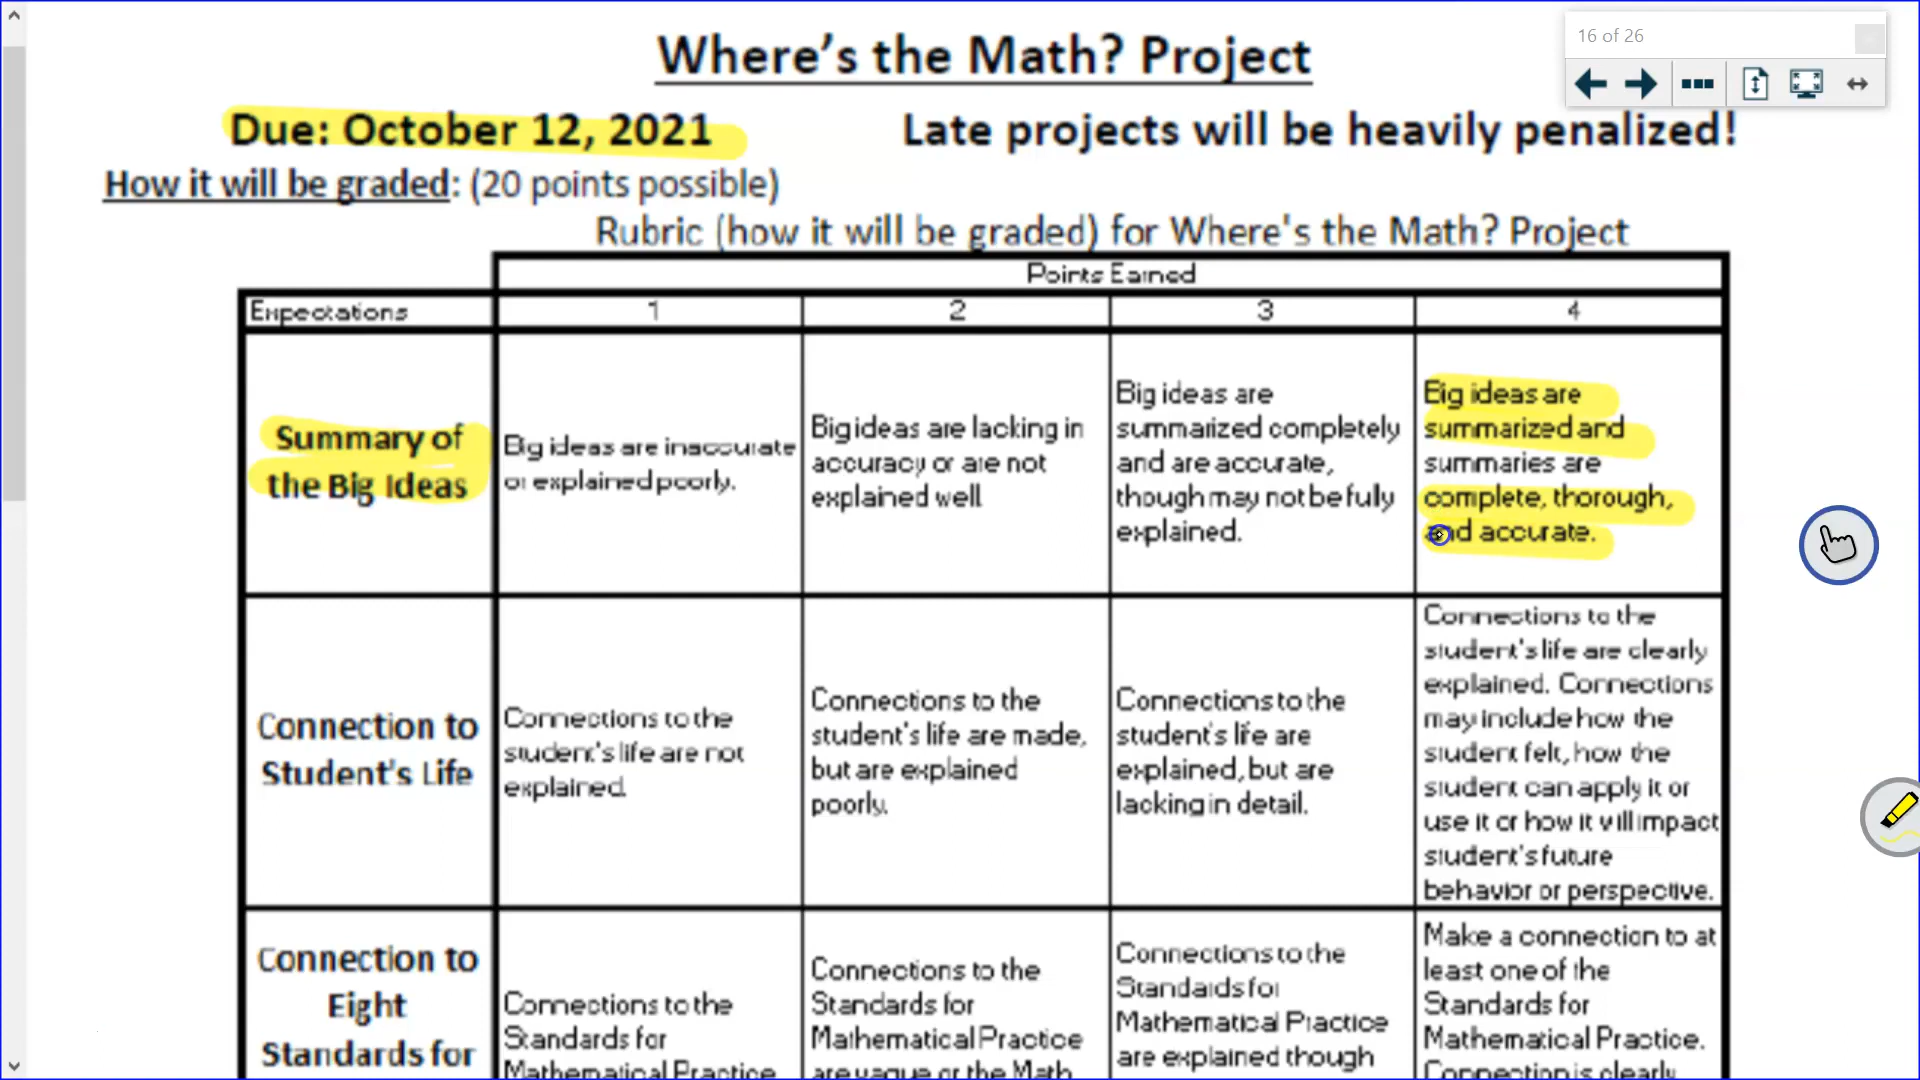 16 of 26
Where's the Math? Project
Due: October 12, 2021 Late projects will be heavily penalized!
How it will be graded: (20 points possible)
Rubric (how it will be graded) for Where's the Math? Project
Points Earned
Expectations 1 2 3 4
Summary of
the Big Ideas
Big ideas are inaccurate
or explained poorly.
Big ideas are lacking in
accuracy or are not
explained well
Big ideas are
summarized completely
and are accurate,
though may not be fully
explained.
Big ideas are
summarized and
summaries are
complete, thorough,
and accurate.
Connection to
Student's Life
Connections to the
student's life are not
explained.
Connections to the
student's life are made,
but are explained
poorly.
Connections to the
student's life are
explained, but are
lacking in detail.
Connections to the
student's life are clearly
explained. Connections
may include how the
student felt, how the
student can apply it or
use it or how it will impact
student's future
behavior or perspective.
Connection to
Eight
Standards for
Connections to the
Standards for
Mathematical Practice
Connections to the
Standards for
Mathematical Practice
are vague or the Math
Connections to the
Standards for
Mathematical Practice
are explained though
Make a connection to at
least one of the
Standards for
Mathematical Practice.
Connection is clearly